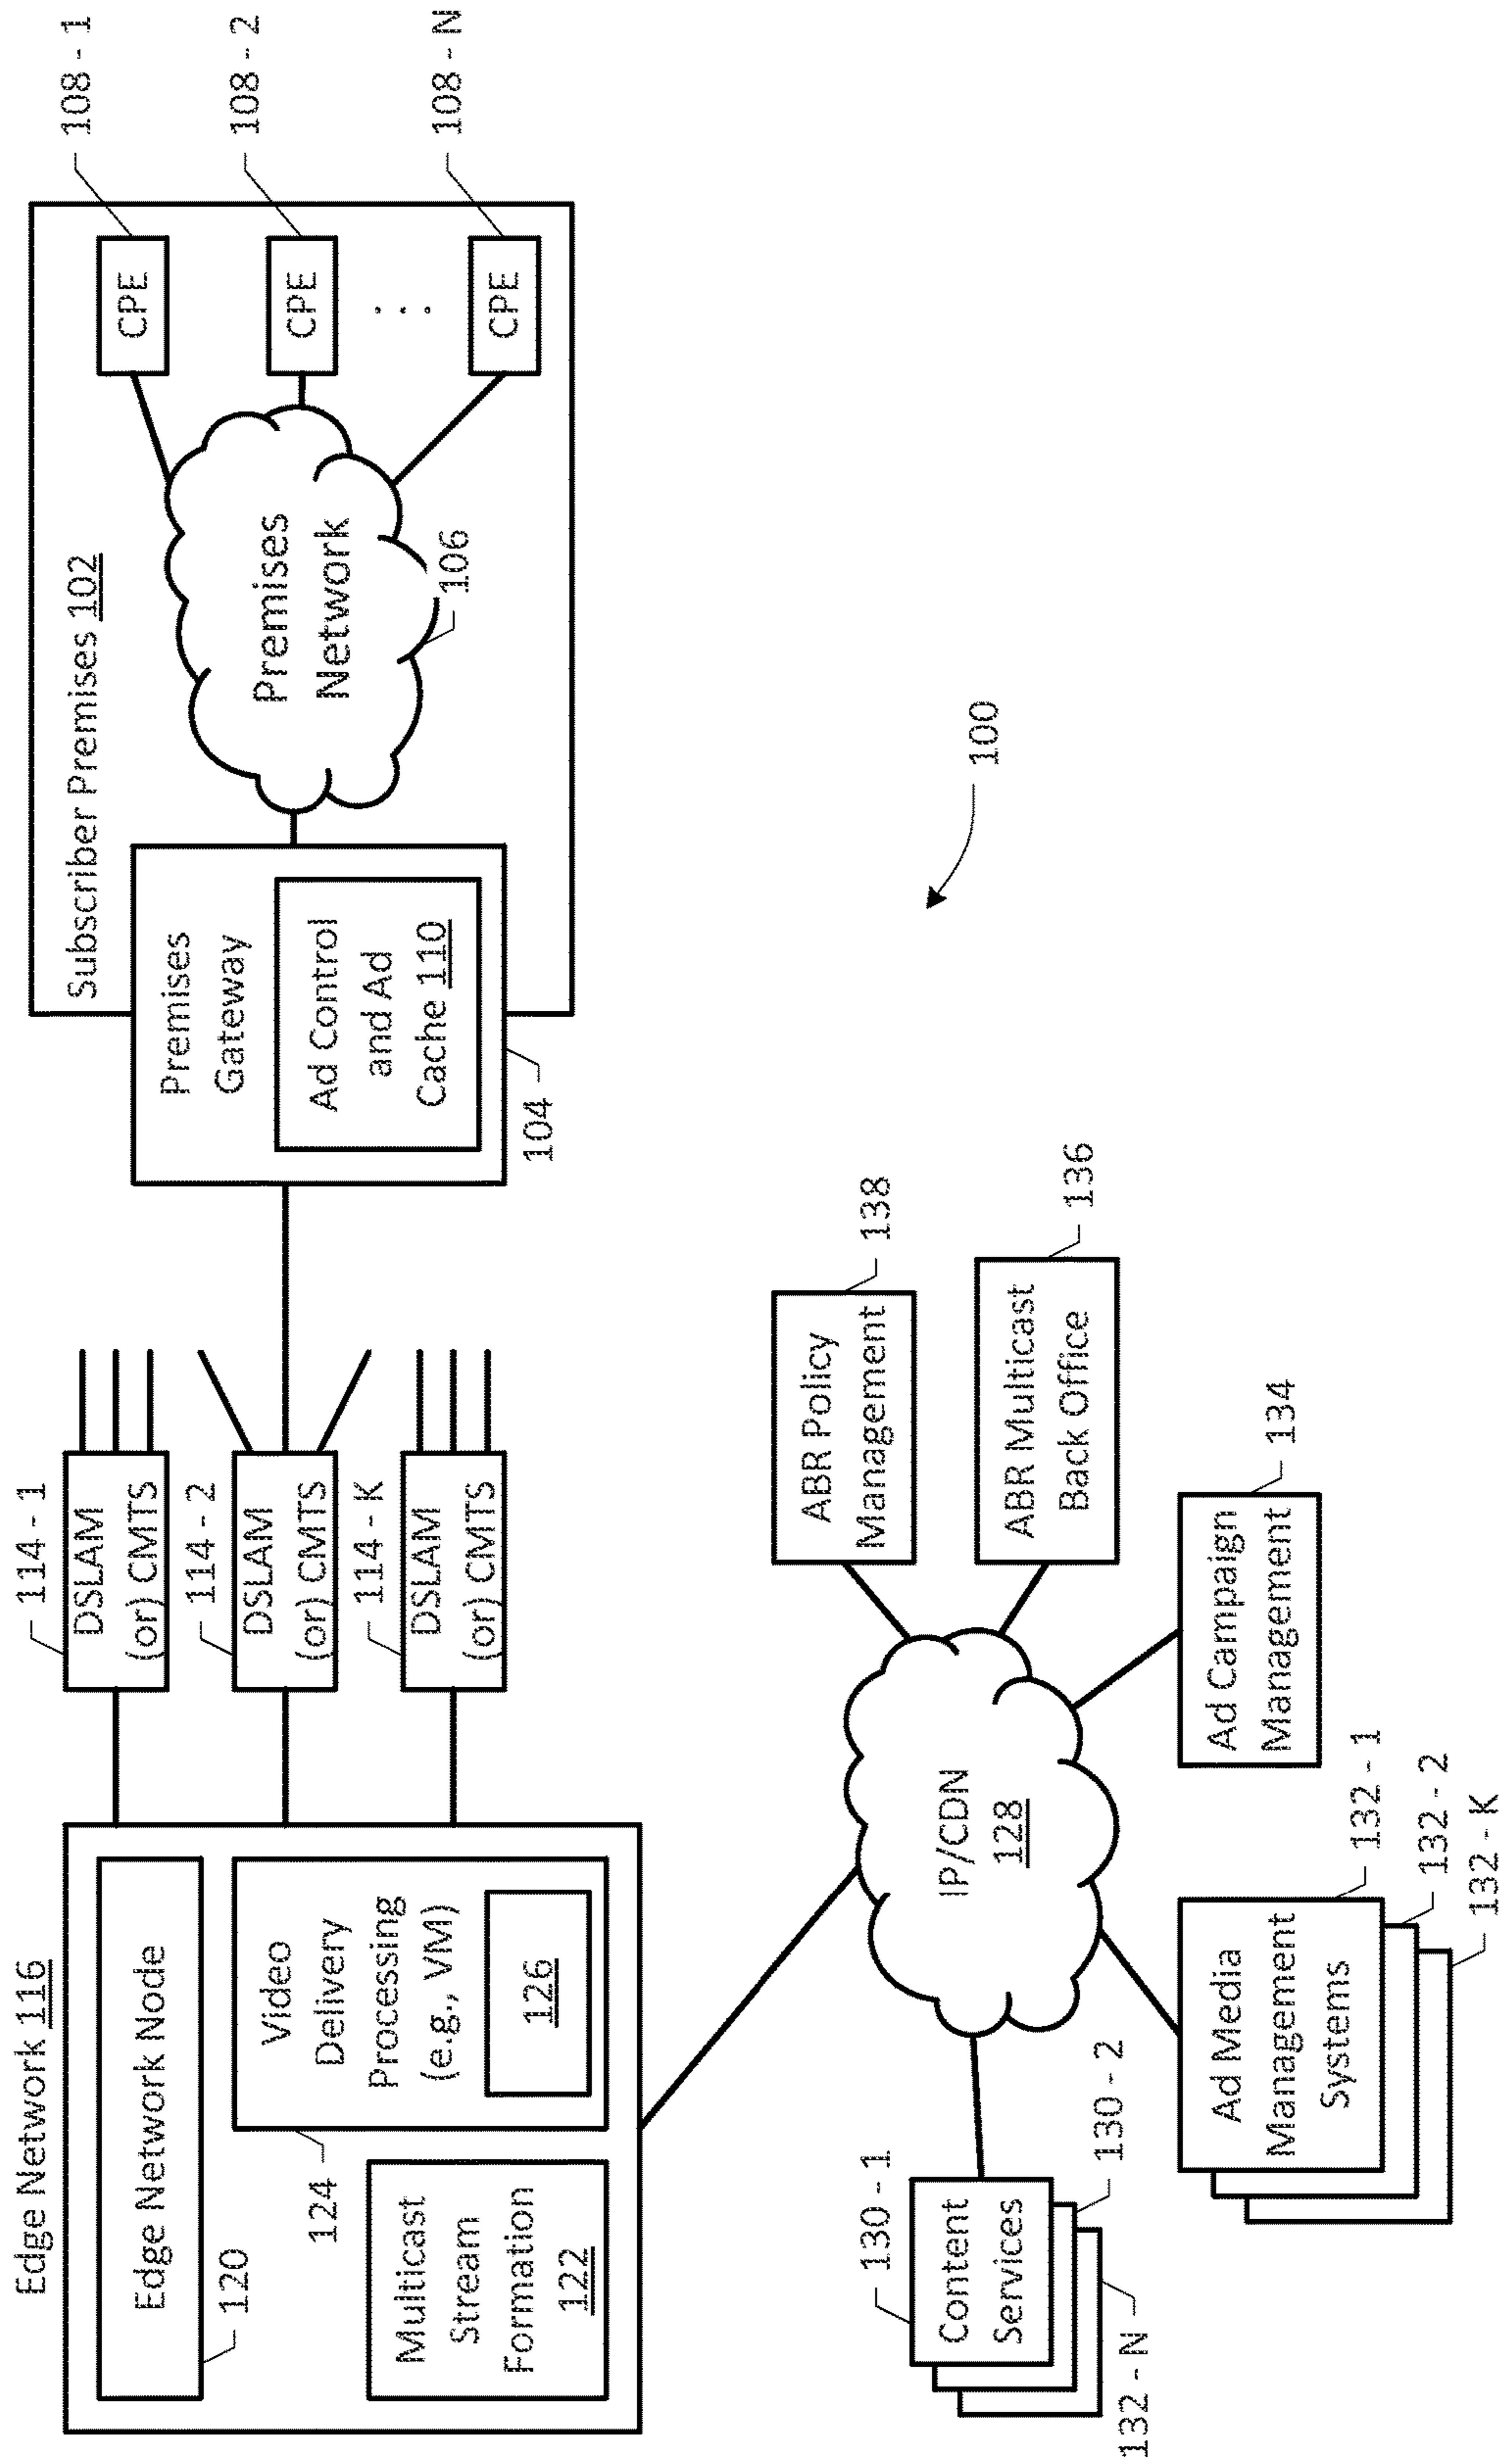 Edge Network 116
Edge Network Node
120
Multicast
Stream
Formation
122
124
Video
Delivery
Processing
(e.g., VM)
126
114 - 1
DSLAM
(or) CMTS
114 - 2
DSLAM
(or) CMTS
114 - K
DSLAM
(or) CMTS
Subscriber Premises 102
Premises
Gateway
Ad Control
and Ad
Cache 110
104
Premises
Network
106
CPE
108 - 1
CPE
108 - 2
. . .
CPE
108 - N
IP/CDN
128
130 - 1
Content
Services
130 - 2
132 - N
Ad Media
Management
Systems
132 - 1
132 - 2
132 - K
Ad Campaign
Management
134
ABR Multicast
Back Office
136
ABR Policy
Management
138
100